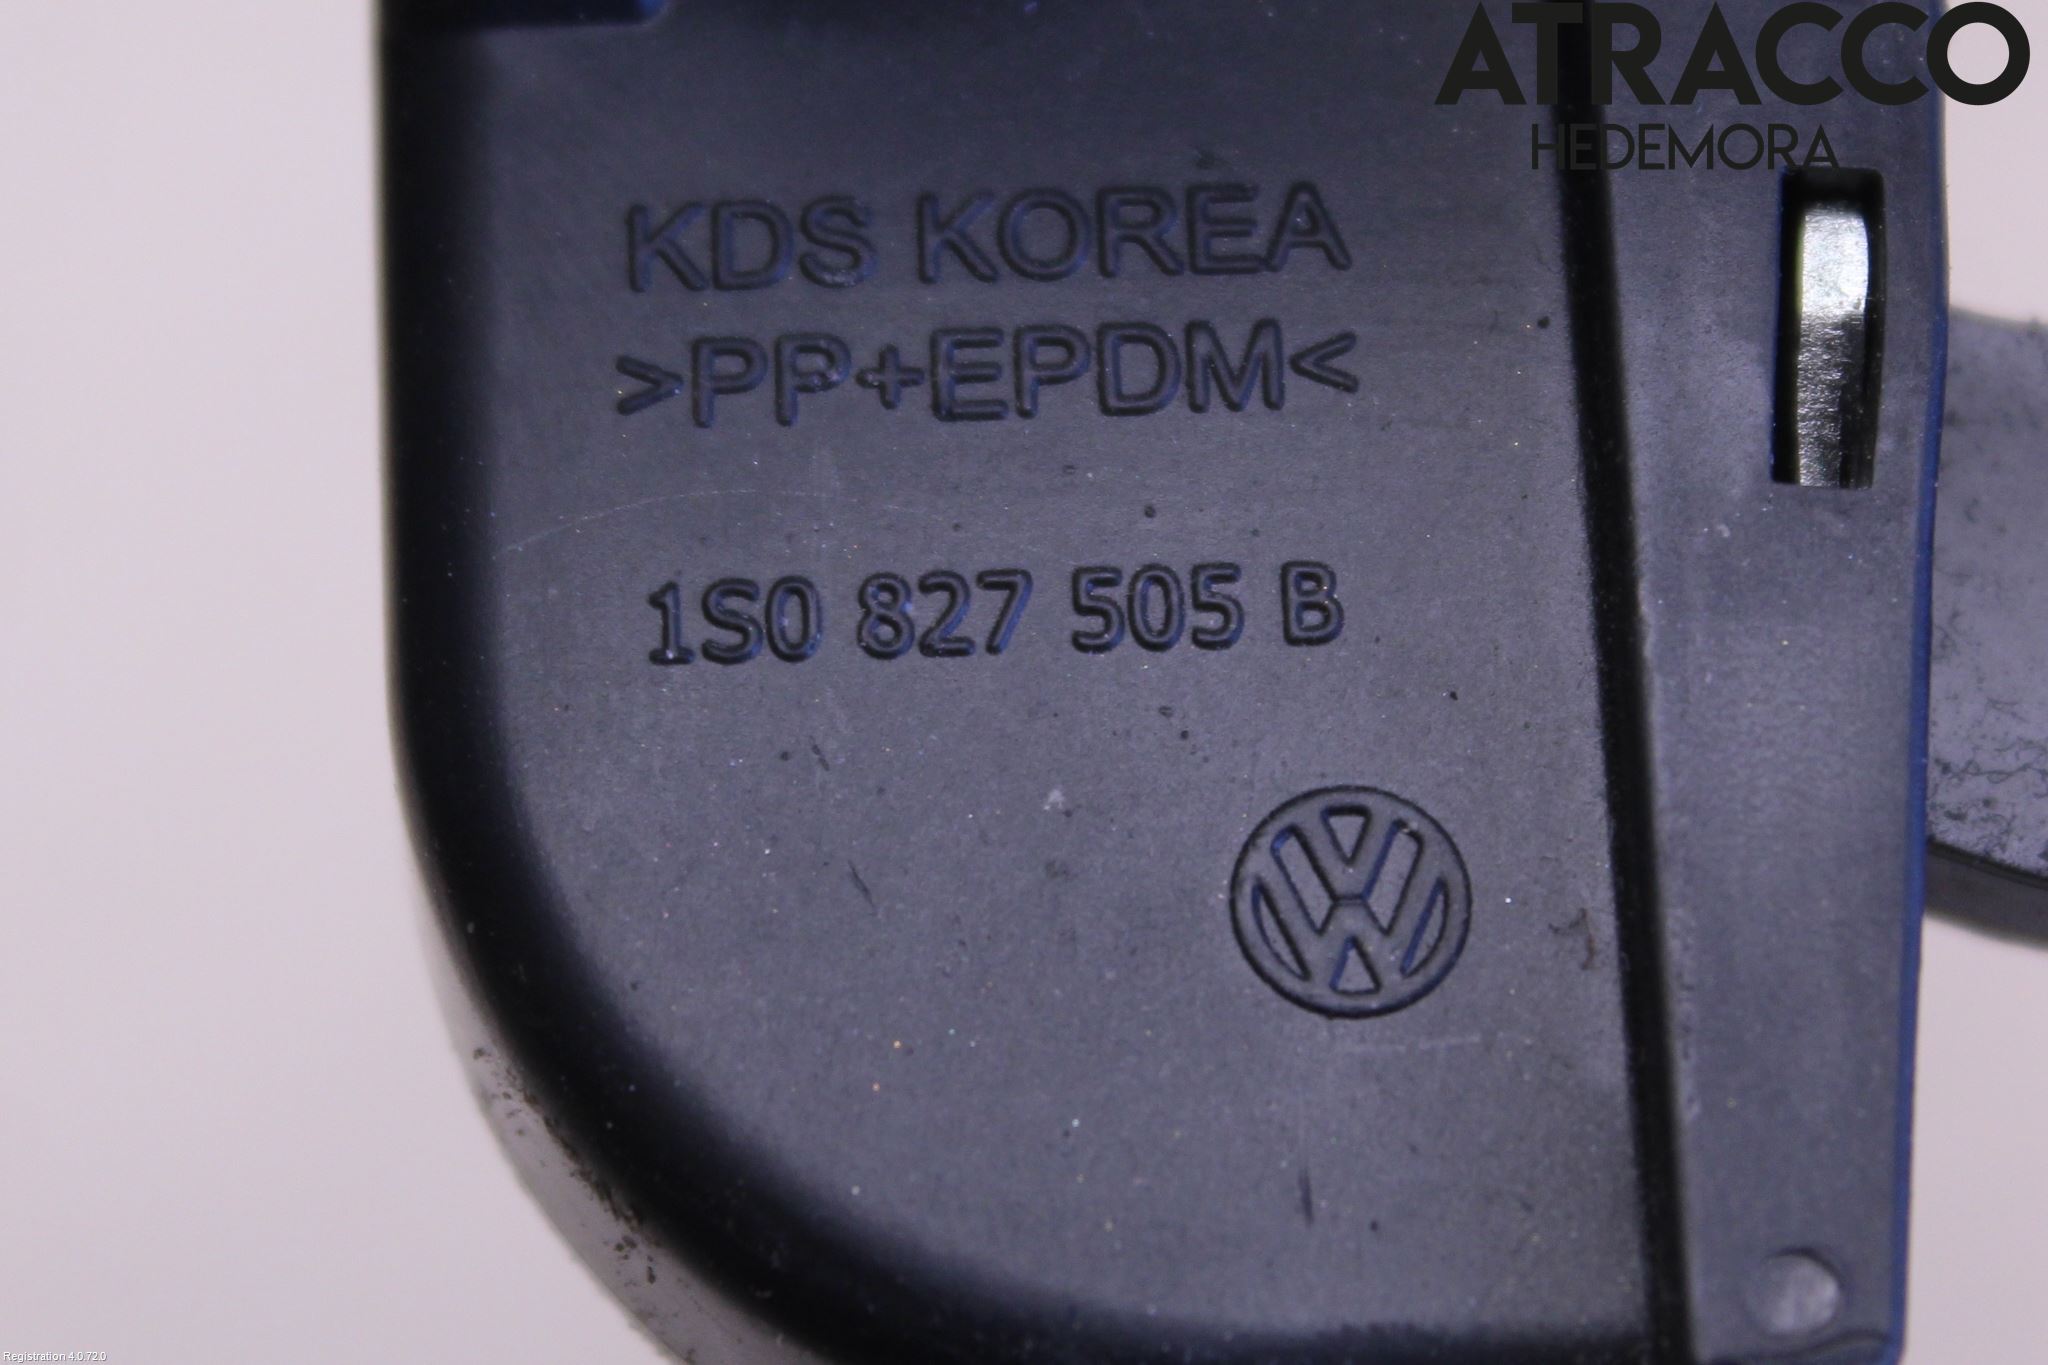 ATRACCO
HEDEMORA
KDS KOREA
>PP+EPDM<
1S0 827 505 B
Registration 4.0.72.0